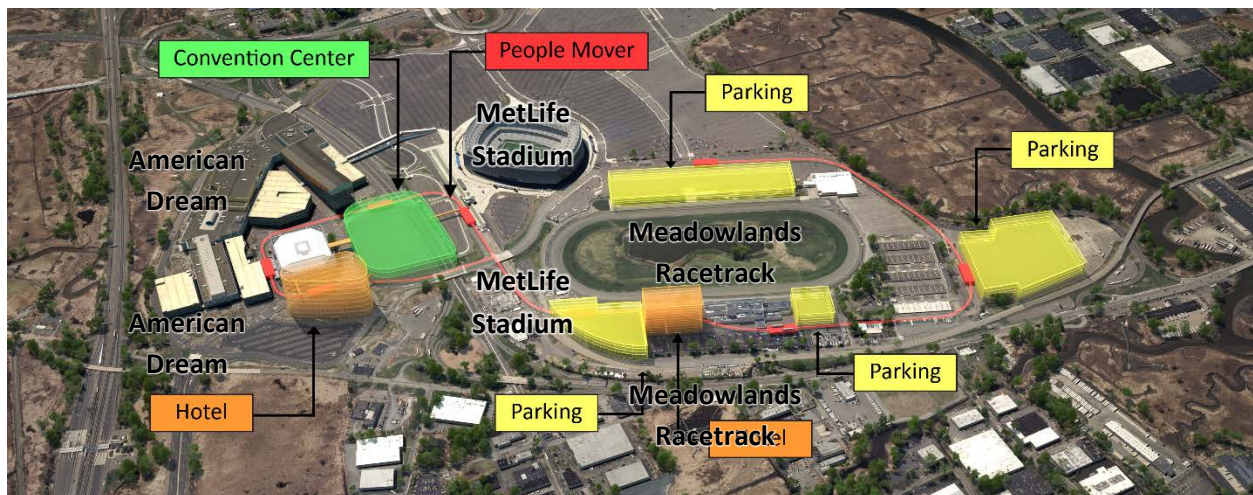 People Mover
Convention Center
Parking
MetLife
Stadium
American
Dream
Parking
Meadowlands
Racetrack
MetLife
Stadium
American
Dream
Parking
Hotel
Parking
Meadowlands
Racetrack